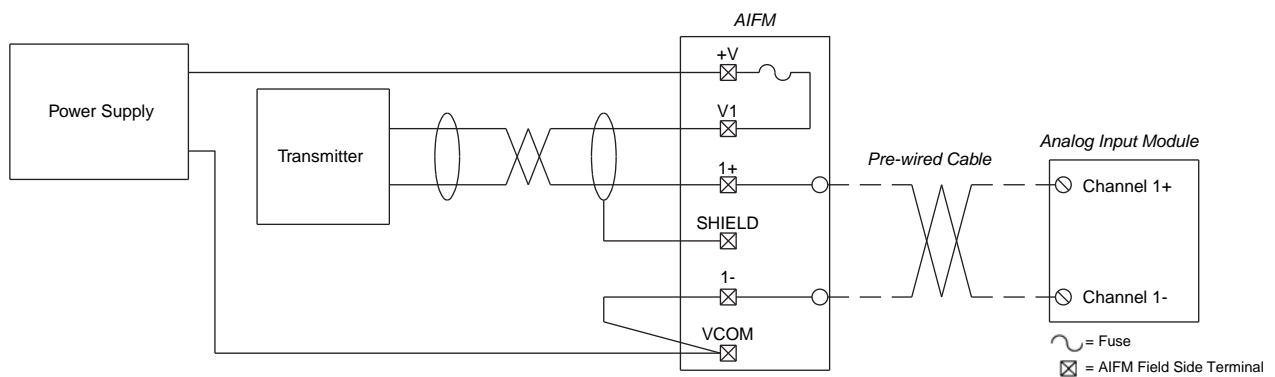 AIFM
+V
Power Supply
V1
Transmitter
Pre-wired Cable
Analog Input Module
1+
Channel 1+
SHIELD
1-
Channel 1-
VCOM
= Fuse
= AIFM Field Side Terminal